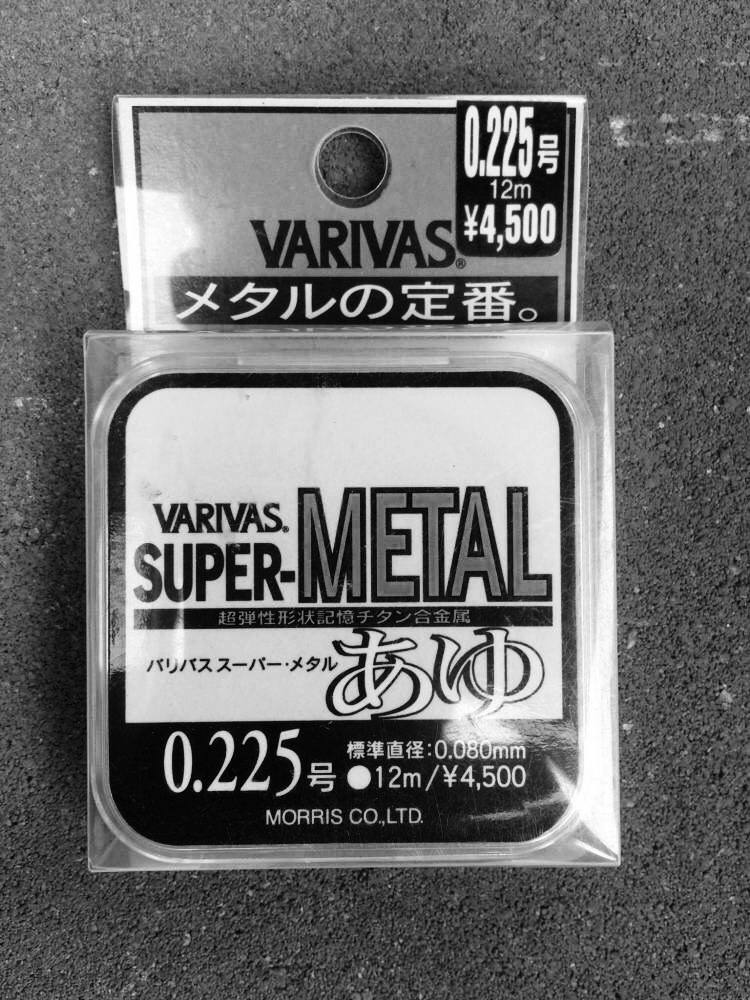 0.225号
12m
¥4,500
VARIVAS®
メタルの定番。
VARIVAS®
SUPER-METAL
超弾性形状記憶チタン合金属
バリバス スーパー・メタル あゆ
0.225号
標準直径:0.080mm
●12m/¥4,500
MORRIS CO.,LTD.